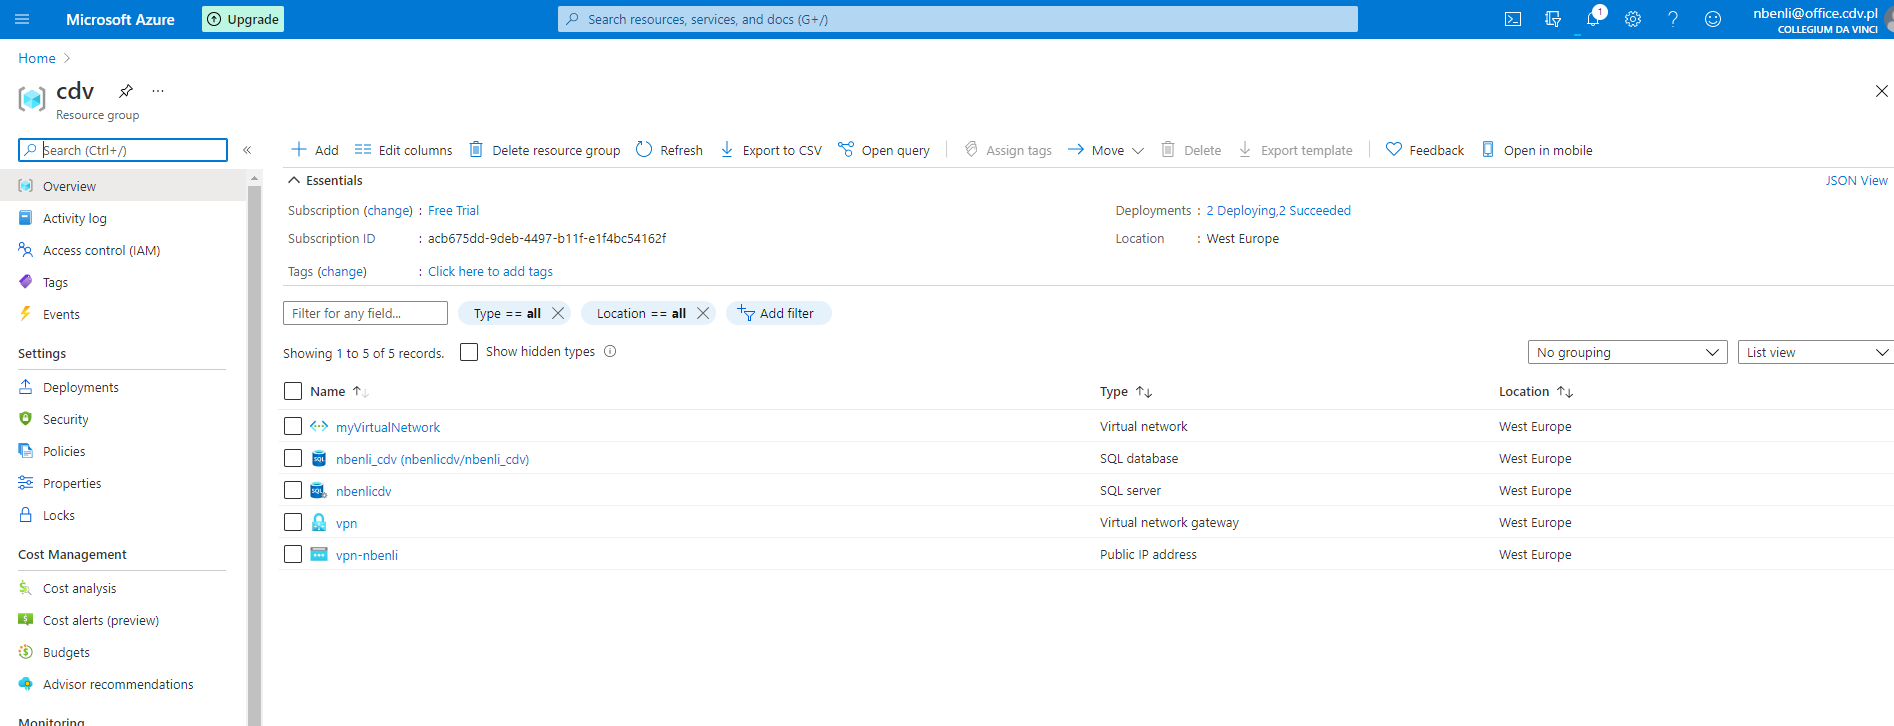 Microsoft Azure
Upgrade
Search resources, services, and docs (G+/)
1
nbenli@office.cdv.pl
COLLEGIUM DA VINCI
Home
cdv
Resource group
Search (Ctrl+/)
Overview
Activity log
Access control (IAM)
Tags
Events
Settings
Deployments
Security
Policies
Properties
Locks
Cost Management
Cost analysis
Cost alerts (preview)
Budgets
Advisor recommendations
Monitoring
Add Edit columns Delete resource group Refresh Export to CSV Open query Assign tags Move Delete Export template Feedback Open in mobile
Essentials
JSON View
Subscription (change) : Free Trial
Deployments : 2 Deploying,2 Succeeded
Subscription ID : acb675dd-9deb-4497-b11f-e1f4bc54162f
Location : West Europe
Tags (change) : Click here to add tags
Filter for any field... Type == all Location == all Add filter
Showing 1 to 5 of 5 records. Show hidden types
No grouping List view
Name Type Location
myVirtualNetwork Virtual network West Europe
nbenli_cdv (nbenlicdv/nbenli_cdv) SQL database West Europe
nbenlicdv SQL server West Europe
vpn Virtual network gateway West Europe
vpn-nbenli Public IP address West Europe